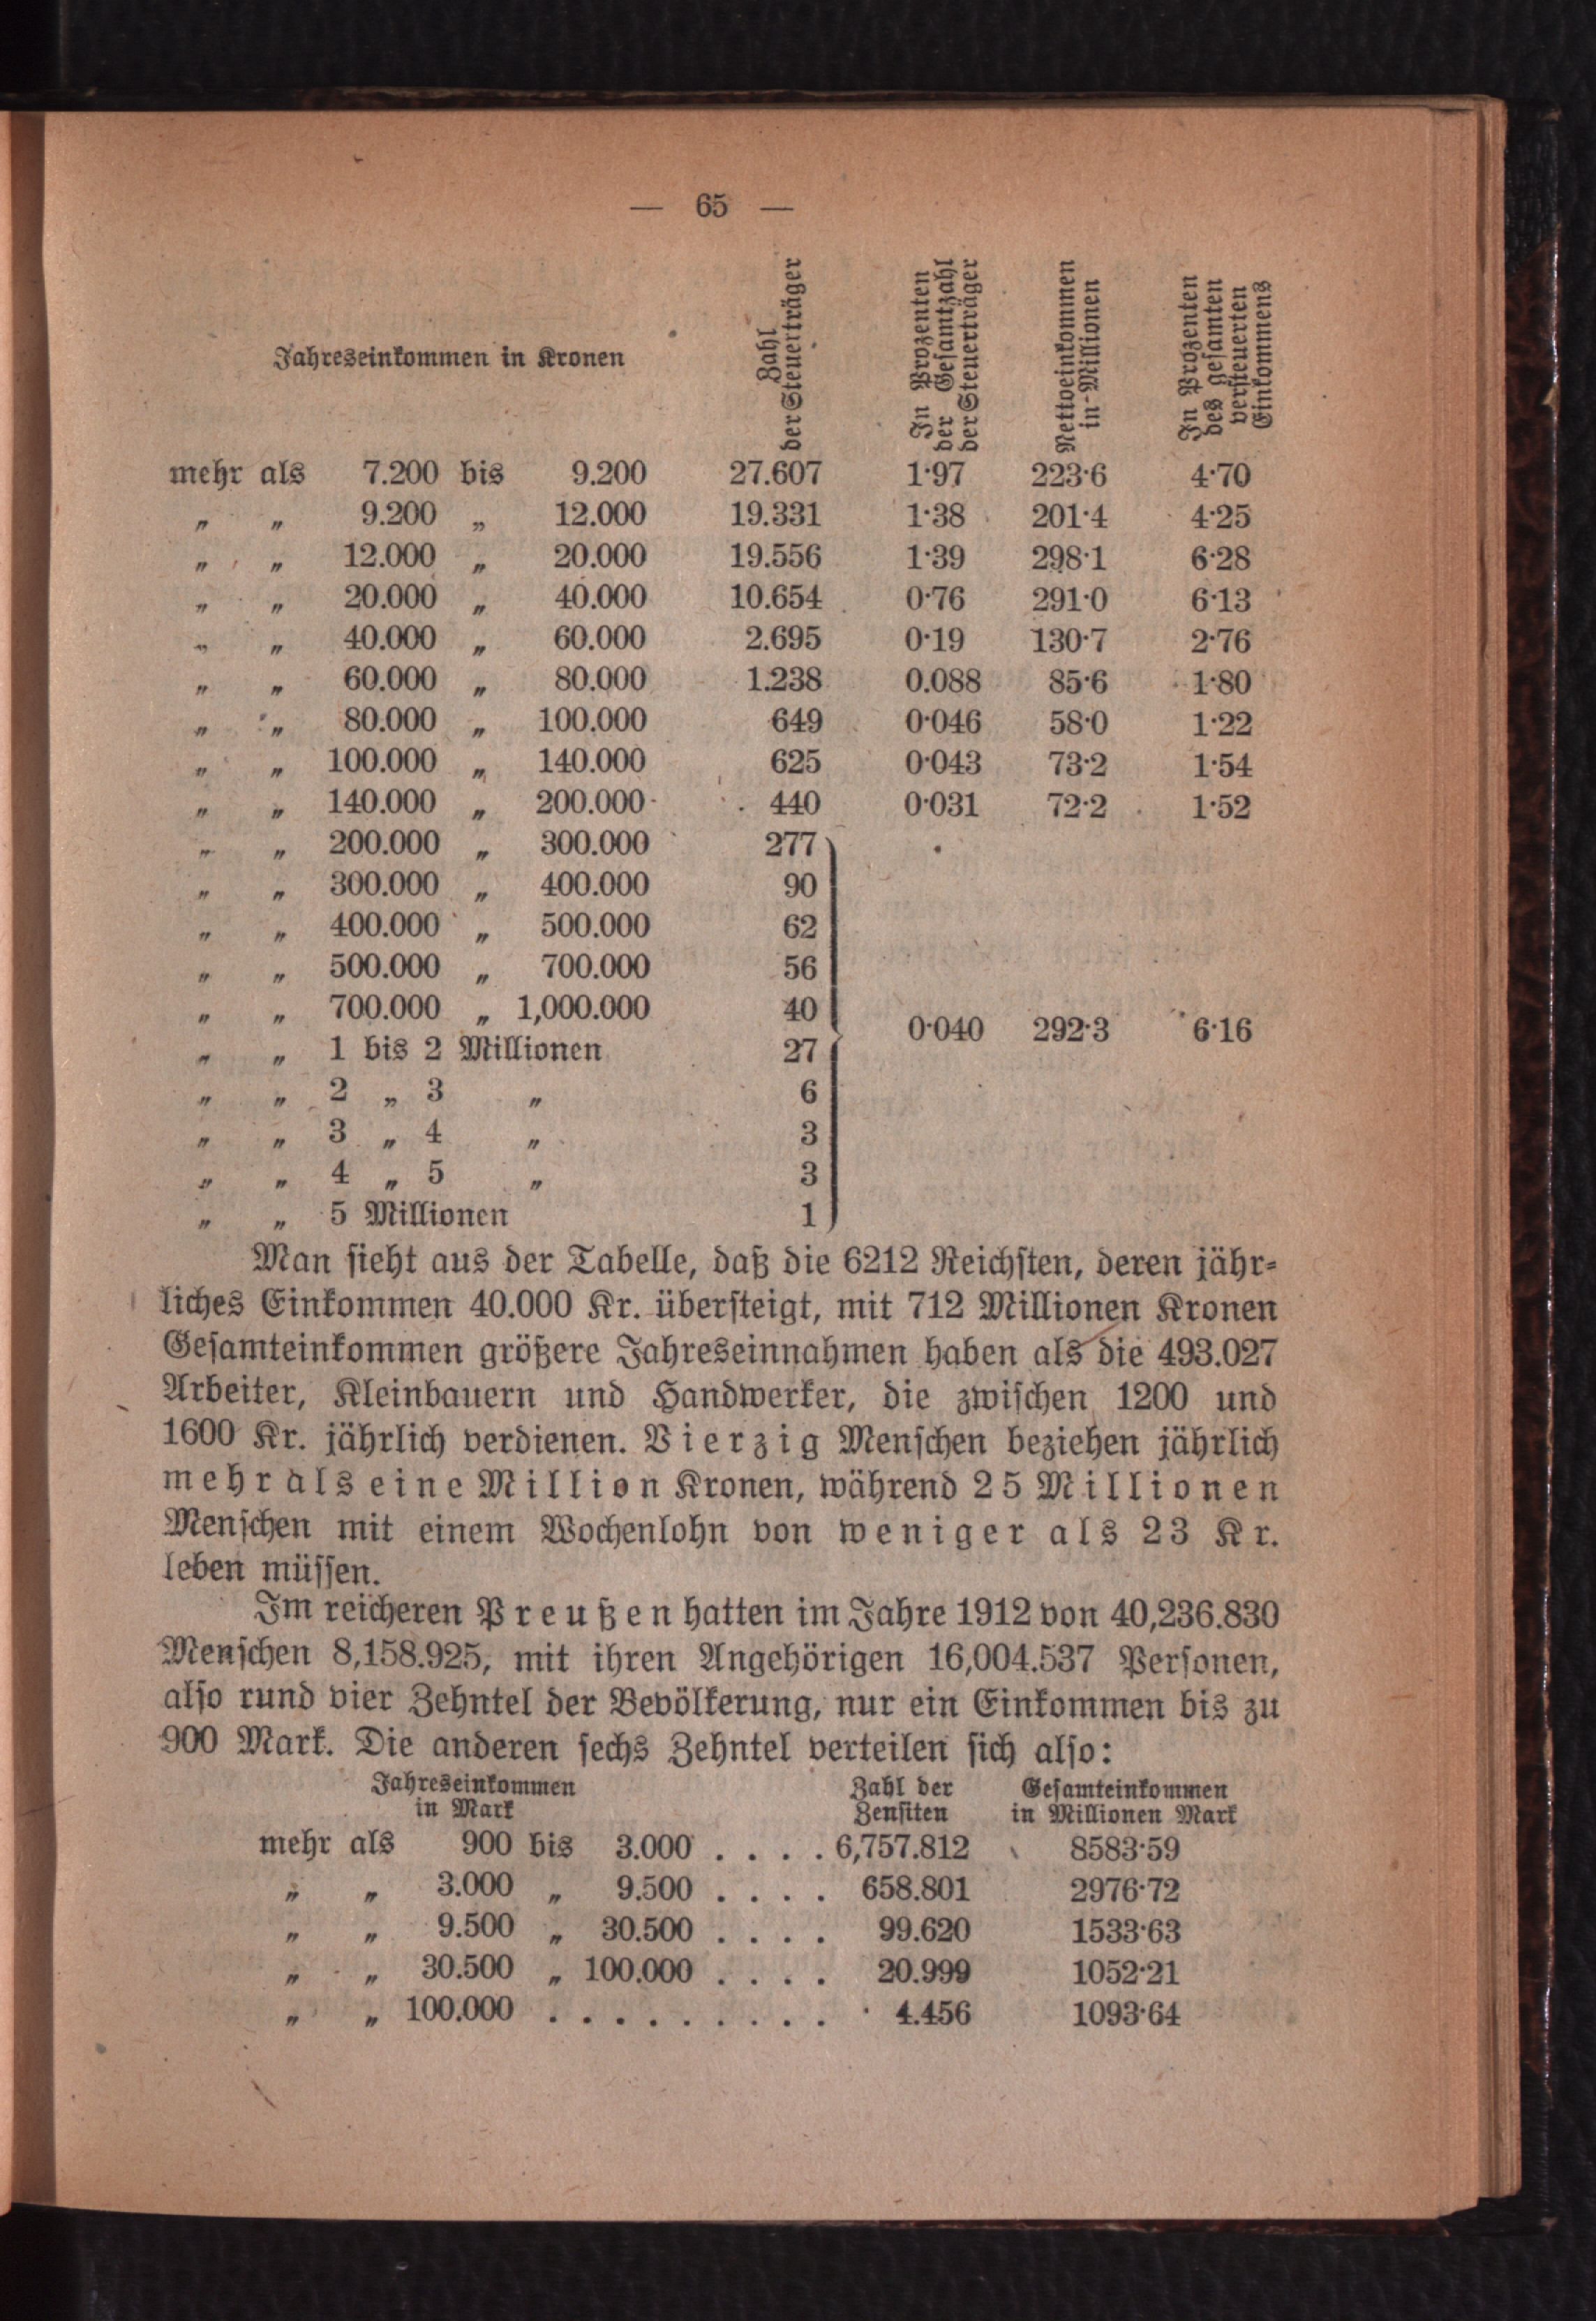 — 65 —
Jahreseinkommen in Kronen
Zahl
der Steuerträger
In Prozenten
der Gesamtzahl
der Steuerträger
Nettoeinkommen
in Millionen
In Prozenten
des gesamten
versteuerten
Einkommens
mehr als 7.200 bis 9.200 27.607 1·97 223·6 4·70
„ „ 9.200 „ 12.000 19.331 1·38 201·4 4·25
„ „ 12.000 „ 20.000 19.556 1·39 298·1 6·28
„ „ 20.000 „ 40.000 10.654 0·76 291·0 6·13
„ „ 40.000 „ 60.000 2.695 0·19 130·7 2·76
„ „ 60.000 „ 80.000 1.238 0.088 85·6 1·80
„ „ 80.000 „ 100.000 649 0·046 58·0 1·22
„ „ 100.000 „ 140.000 625 0·043 73·2 1·54
„ „ 140.000 „ 200.000 440 0·031 72·2 1·52
„ „ 200.000 „ 300.000 277
„ „ 300.000 „ 400.000 90
„ „ 400.000 „ 500.000 62
„ „ 500.000 „ 700.000 56
„ „ 700.000 „ 1,000.000 40
0·040 292·3 6·16
„ „ 1 bis 2 Millionen 27
„ „ 2 „ 3 „ 6
„ „ 3 „ 4 „ 3
„ „ 4 „ 5 „ 3
„ „ 5 Millionen 1
Man sieht aus der Tabelle, daß die 6212 Reichsten, deren jähr-
liches Einkommen 40.000 Kr. übersteigt, mit 712 Millionen Kronen
Gesamteinkommen größere Jahreseinnahmen haben als die 493.027
Arbeiter, Kleinbauern und Handwerker, die zwischen 1200 und
1600 Kr. jährlich verdienen. Vierzig Menschen beziehen jährlich
mehr als eine Million Kronen, während 25 Millionen
Menschen mit einem Wochenlohn von weniger als 23 Kr.
leben müssen.
Im reicheren Preußen hatten im Jahre 1912 von 40,236.830
Menschen 8,158.925, mit ihren Angehörigen 16,004.537 Personen,
also rund vier Zehntel der Bevölkerung, nur ein Einkommen bis zu
900 Mark. Die anderen sechs Zehntel verteilen sich also:
Jahreseinkommen
in Mark
Zahl der
Zensiten
Gesamteinkommen
in Millionen Mark
mehr als 900 bis 3.000 . . . . 6,757.812 8583·59
„ „ 3.000 „ 9.500 . . . . 658.801 2976·72
„ „ 9.500 „ 30.500 . . . . 99.620 1533·63
„ „ 30.500 „ 100.000 . . . . 20.999 1052·21
„ „ 100.000 . . . . . . . . . 4.456 1093·64